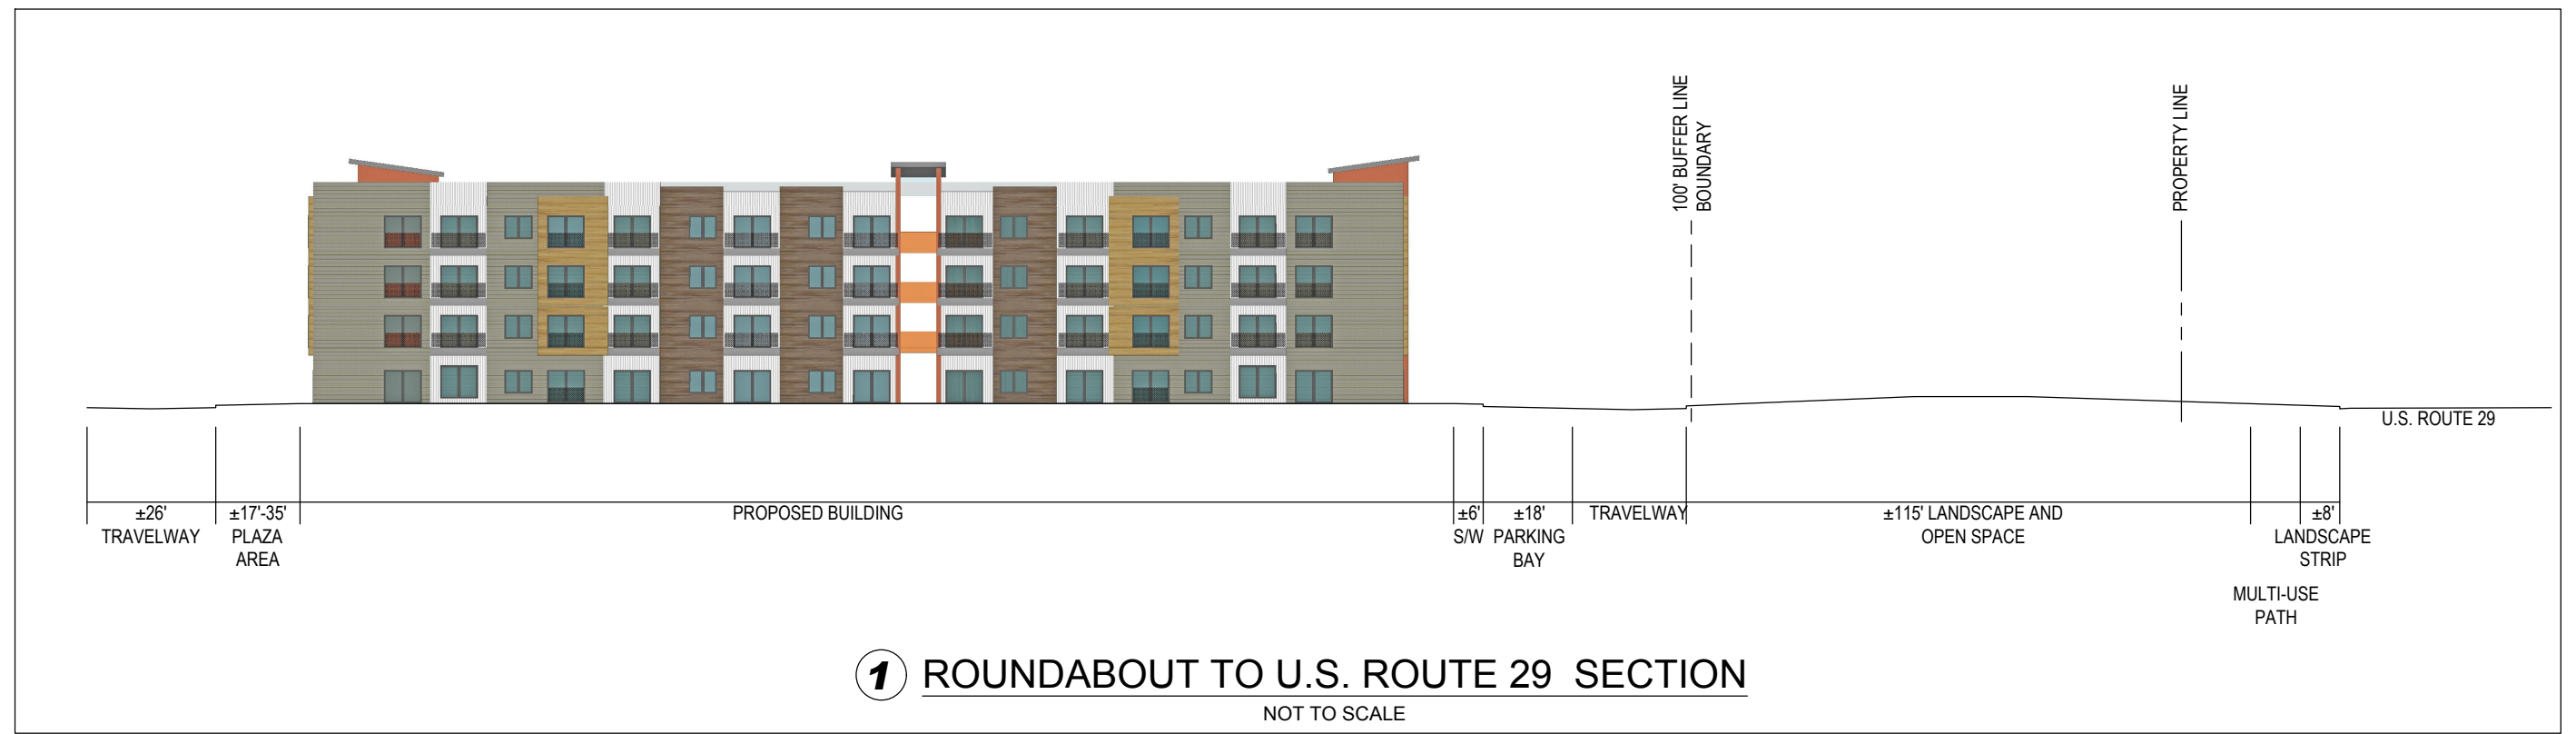 100' BUFFER LINE
BOUNDARY
PROPERTY LINE
U.S. ROUTE 29
±26'
TRAVELWAY
±17'-35'
PLAZA
AREA
PROPOSED BUILDING
±6'
S/W
±18'
PARKING
BAY
TRAVELWAY
±115' LANDSCAPE AND
OPEN SPACE
±8'
LANDSCAPE
STRIP
MULTI-USE
PATH
1 ROUNDABOUT TO U.S. ROUTE 29 SECTION
NOT TO SCALE